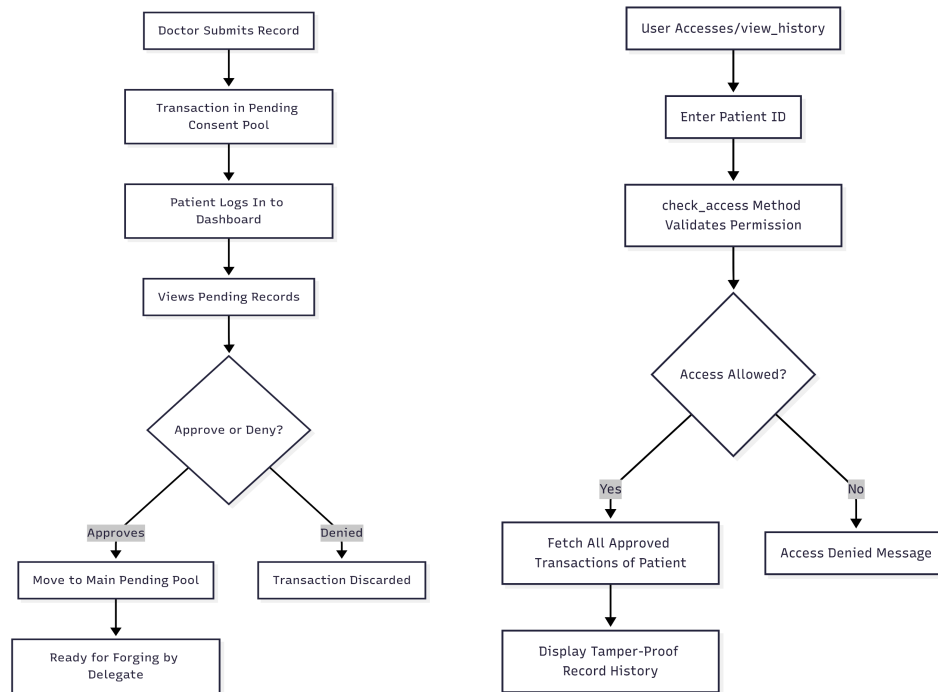 Doctor Submits Record
Transaction in Pending
Consent Pool
Patient Logs In to
Dashboard
Views Pending Records
Approve or Deny?
Approves
Denied
Move to Main Pending Pool
Transaction Discarded
Ready for Forging by
Delegate
User Accesses/view_history
Enter Patient ID
check_access Method
Validates Permission
Access Allowed?
Yes
No
Fetch All Approved
Transactions of Patient
Access Denied Message
Display Tamper-Proof
Record History